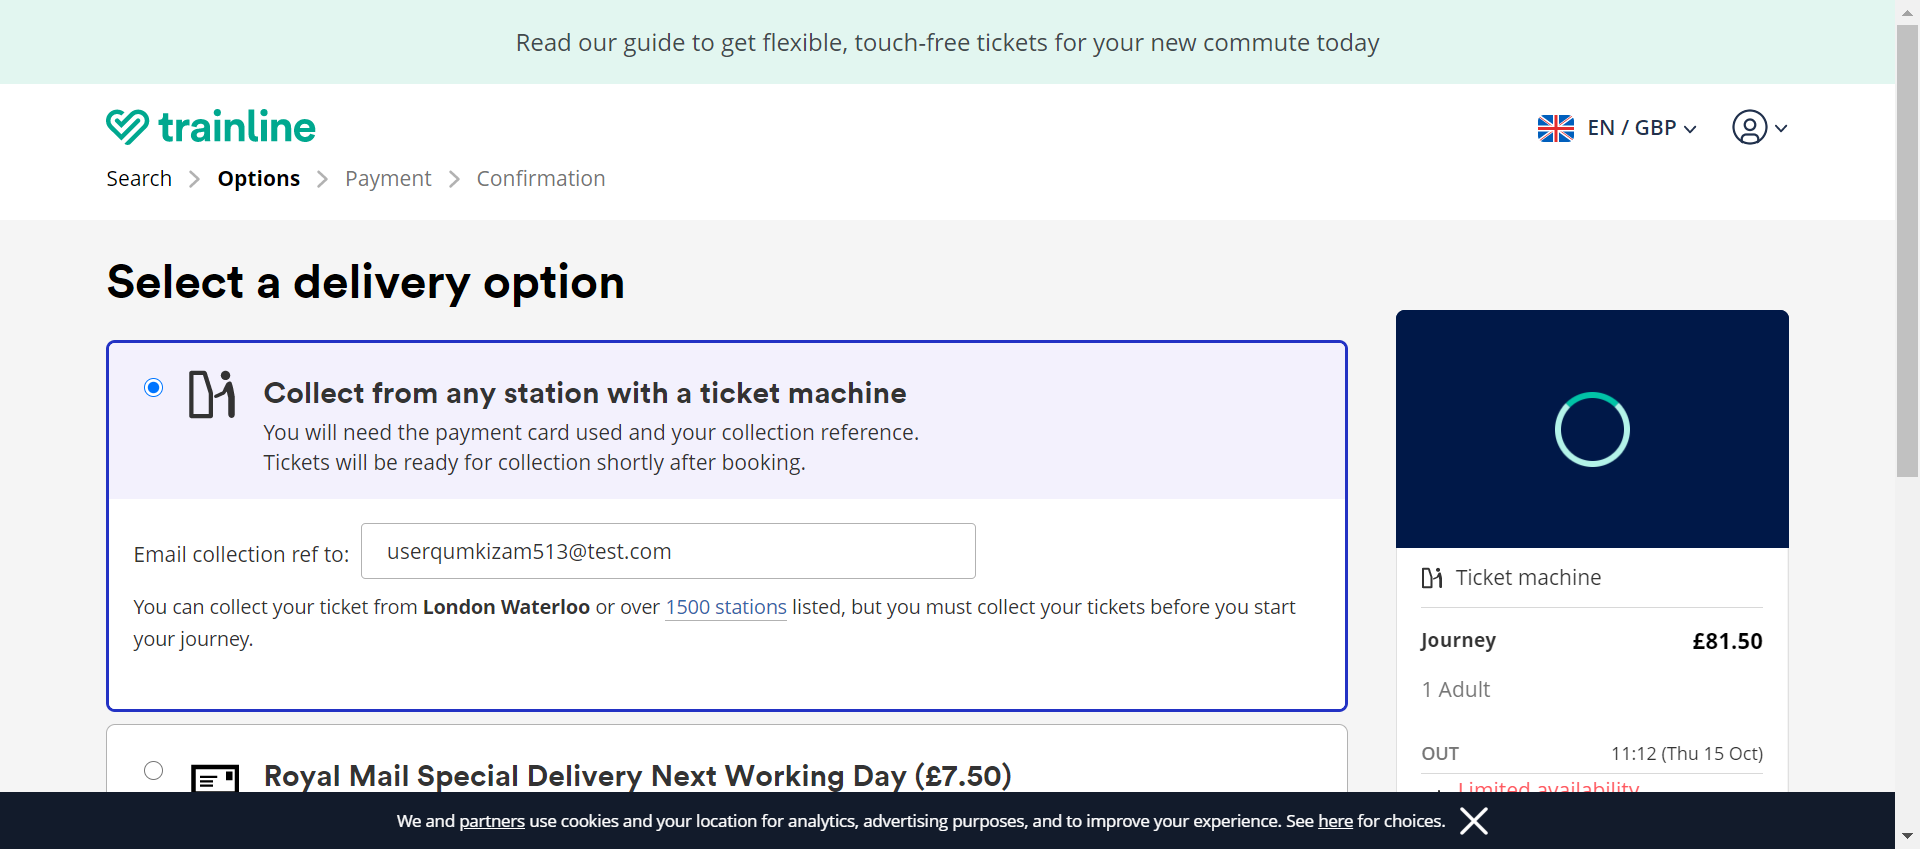 Read our guide to get flexible, touch-free tickets for your new commute today
trainline
EN / GBP
Search > Options > Payment > Confirmation
Select a delivery option
Collect from any station with a ticket machine
You will need the payment card used and your collection reference.
Tickets will be ready for collection shortly after booking.
Email collection ref to: userqumkizam513@test.com
You can collect your ticket from London Waterloo or over 1500 stations listed, but you must collect your tickets before you start
your journey.
Royal Mail Special Delivery Next Working Day (£7.50)
Ticket machine
Journey £81.50
1 Adult
OUT 11:12 (Thu 15 Oct)
Limited availability
We and partners use cookies and your location for analytics, advertising purposes, and to improve your experience. See here for choices.